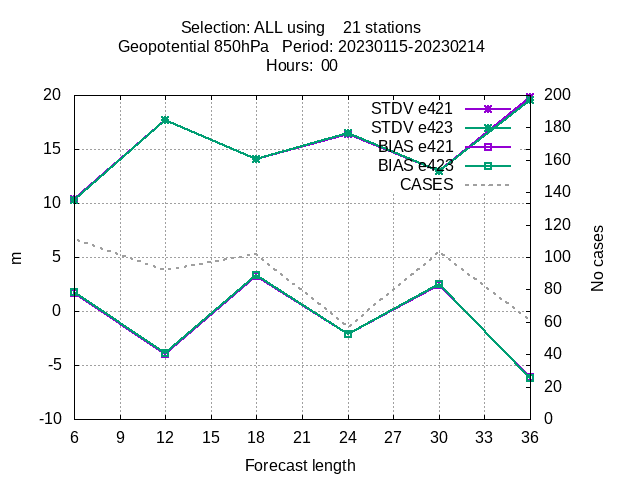 Selection: ALL using    21 stations
Geopotential 850hPa   Period: 20230115-20230214
Hours:  00
STDV e421
STDV e423
BIAS e421
BIAS e423
CASES
20
15
10
5
0
-5
-10
m
200
180
160
140
120
100
80
60
40
20
0
No cases
6 9 12 15 18 21 24 27 30 33 36
Forecast length